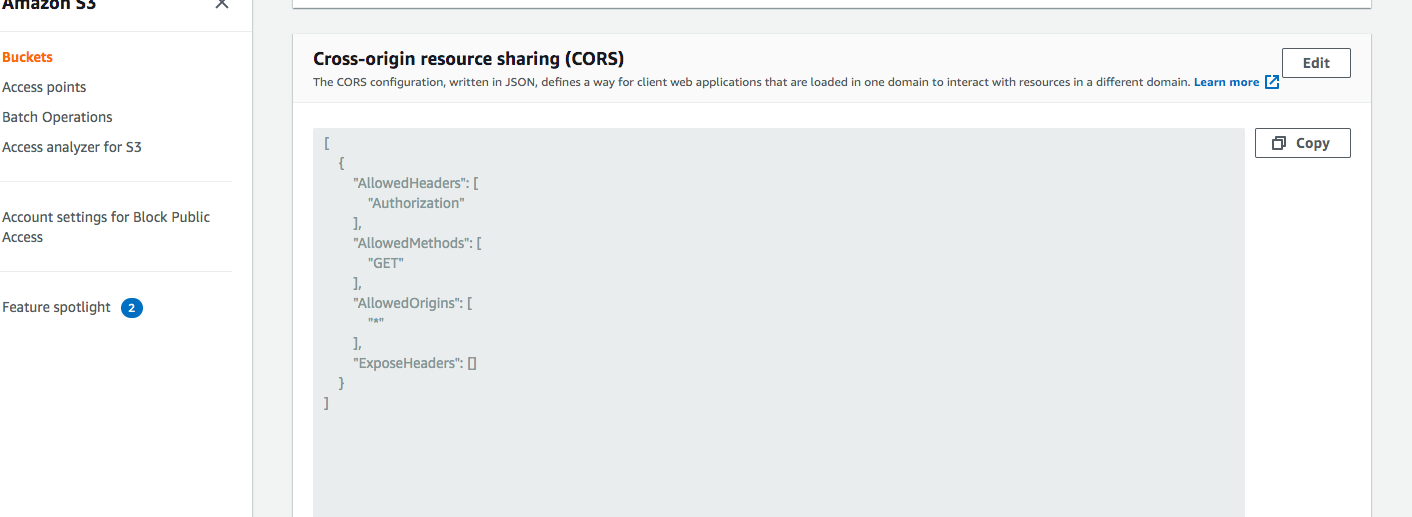 Amazon S3
Buckets
Access points
Batch Operations
Access analyzer for S3
Account settings for Block Public
Access
Feature spotlight 2
Cross-origin resource sharing (CORS)
Edit
The CORS configuration, written in JSON, defines a way for client web applications that are loaded in one domain to interact with resources in a different domain. Learn more
Copy
[
{
"AllowedHeaders": [
"Authorization"
],
"AllowedMethods": [
"GET"
],
"AllowedOrigins": [
"*"
],
"ExposeHeaders": []
}
]